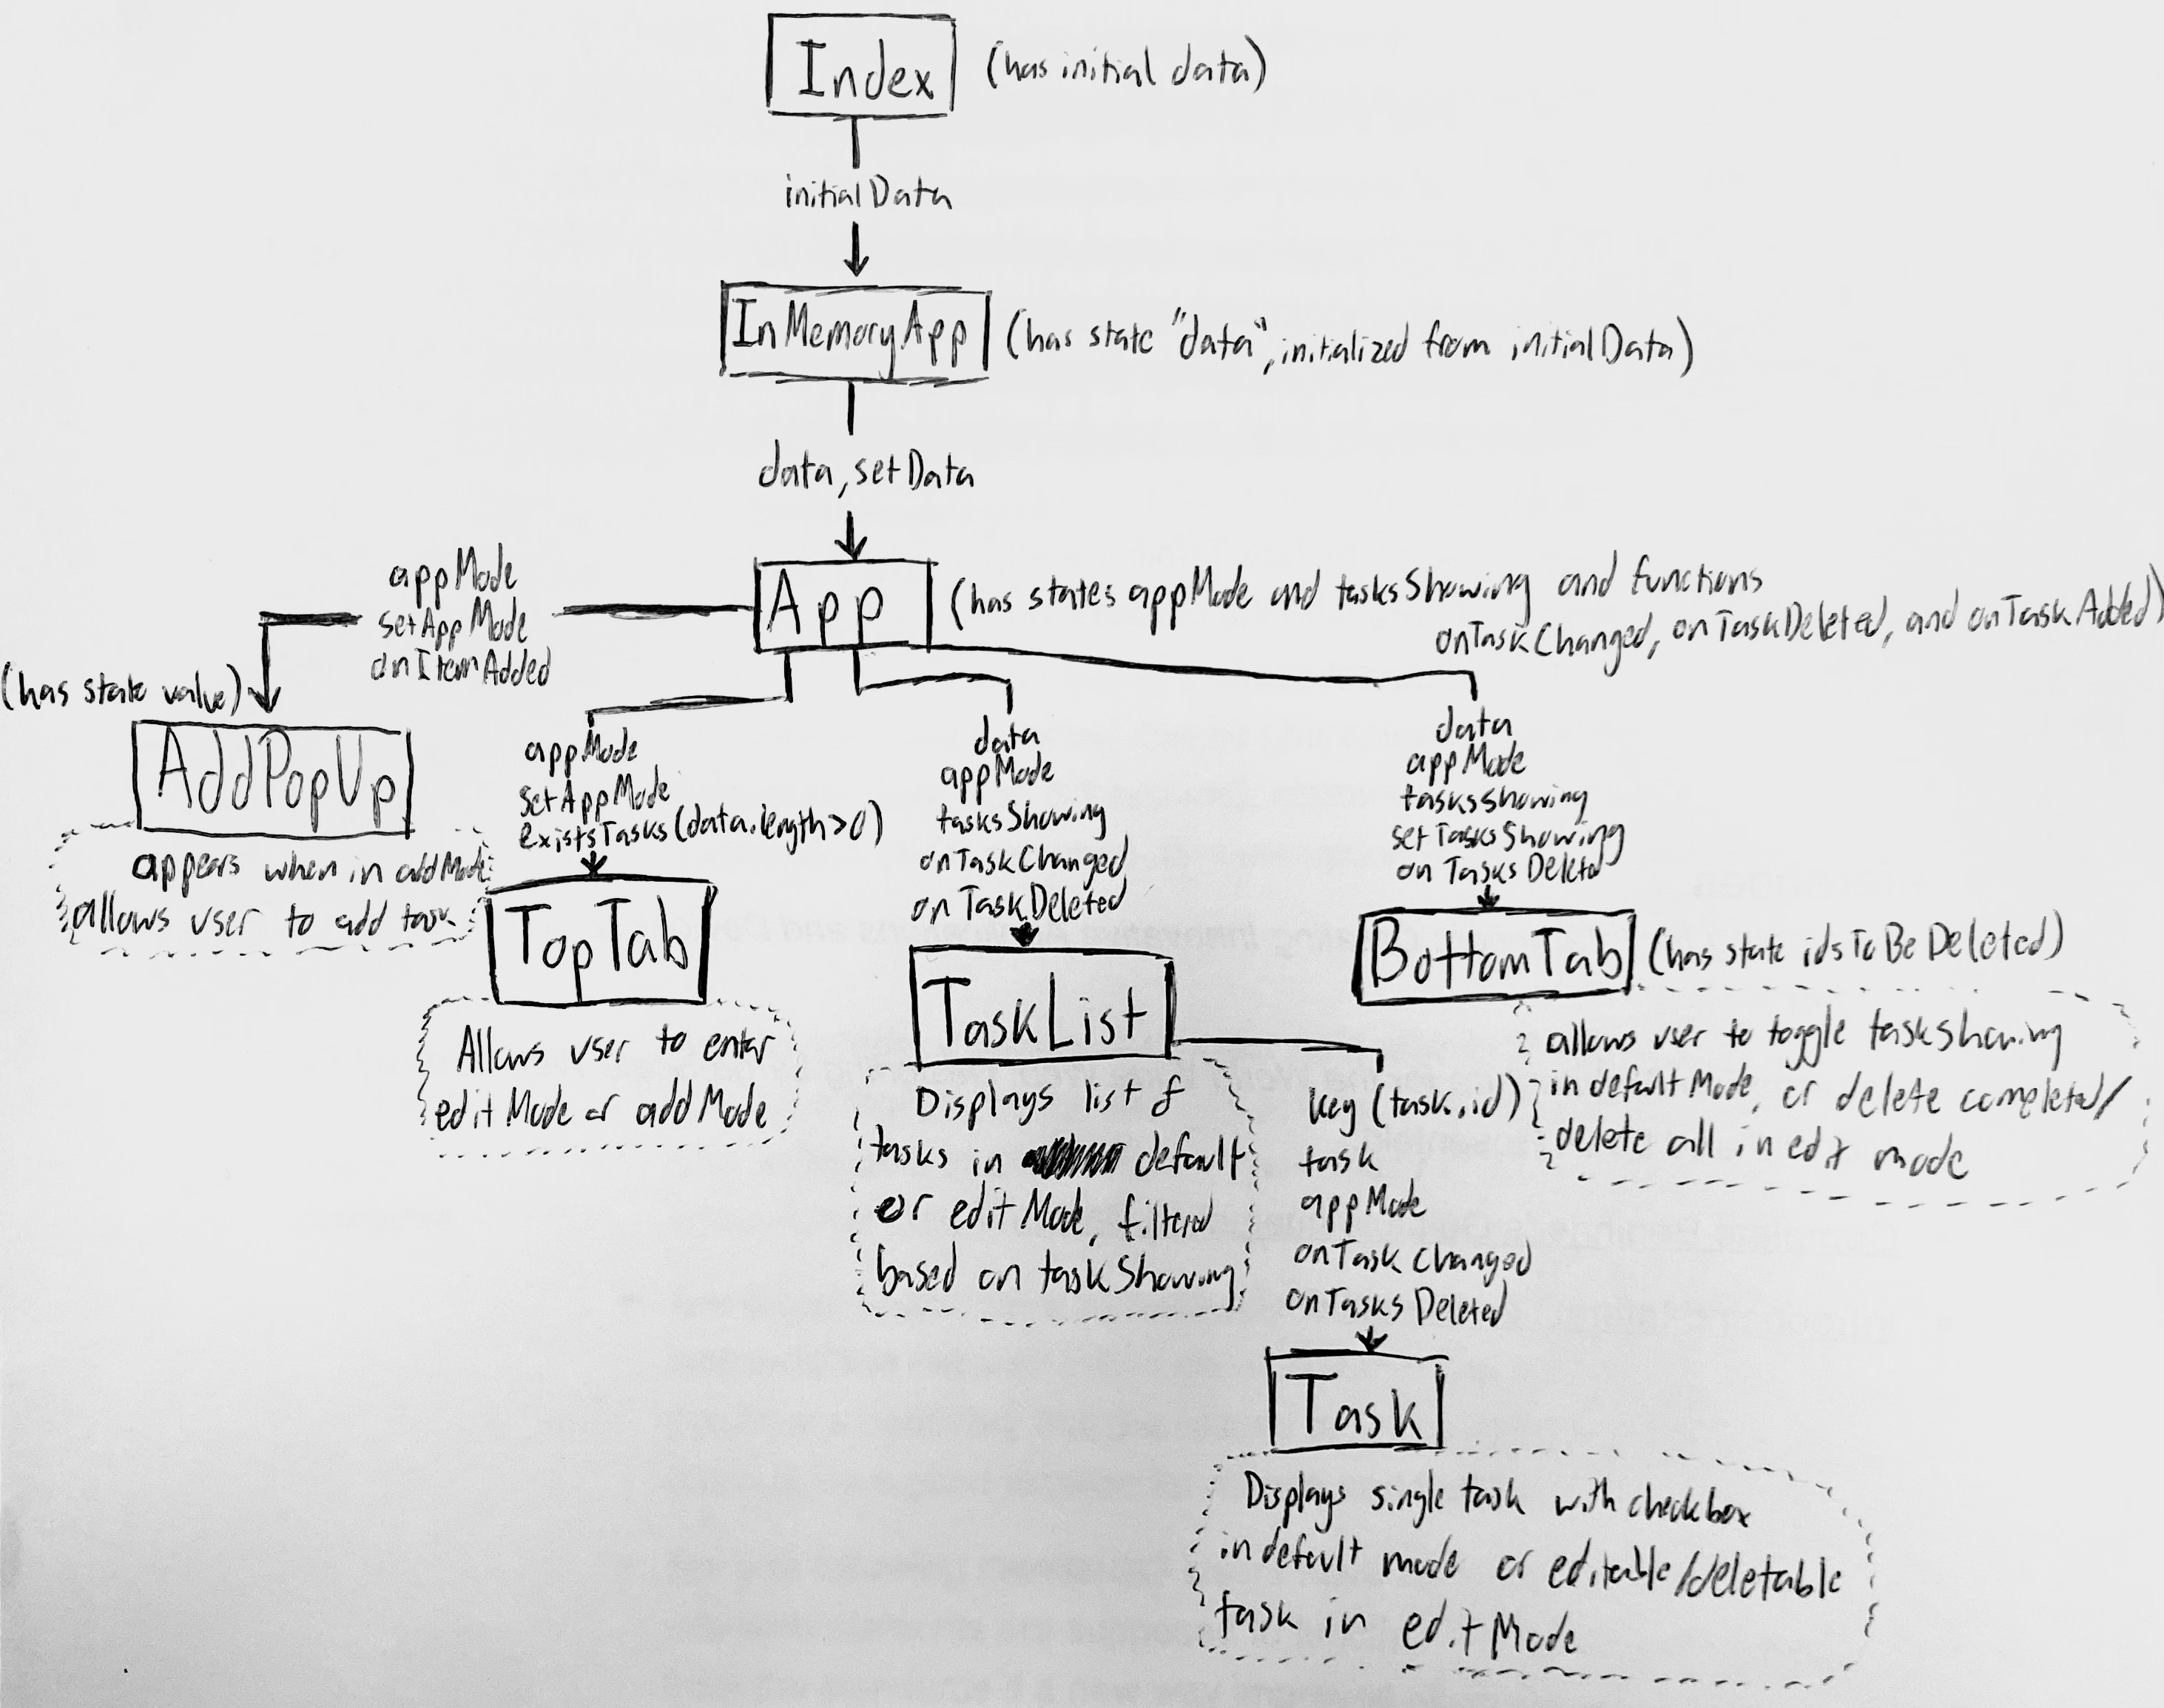 Index
(has initial data)
initialData
InMemoryApp
(has state "data", initialized from initialData)
data, setData
App
(has states appMode and tasksShowing and functions
onTaskChanged, onTaskDeleted, and onTaskAdded)
appMode
setAppMode
onItemAdded
(has state value)
AddPopUp
appears when in addMode
allows user to add task
appMode
setAppMode
existsTasks (data.length>0)
TopTab
Allows user to enter
editMode or addMode
data
appMode
tasksShowing
onTaskChanged
onTaskDeleted
TaskList
Displays list of
tasks in default
or editMode, filtered
based on taskShowing
data
appMode
tasksShowing
setTasksShowing
onTasksDeleted
BottomTab
(has state idsToBeDeleted)
allows user to toggle taskShowing
in defaultMode, or delete completed/
delete all in edit mode
key (task.id)
task
appMode
onTaskChanged
onTasksDeleted
Task
Displays single task with checkbox
in default mode or editable/deletable
task in editMode